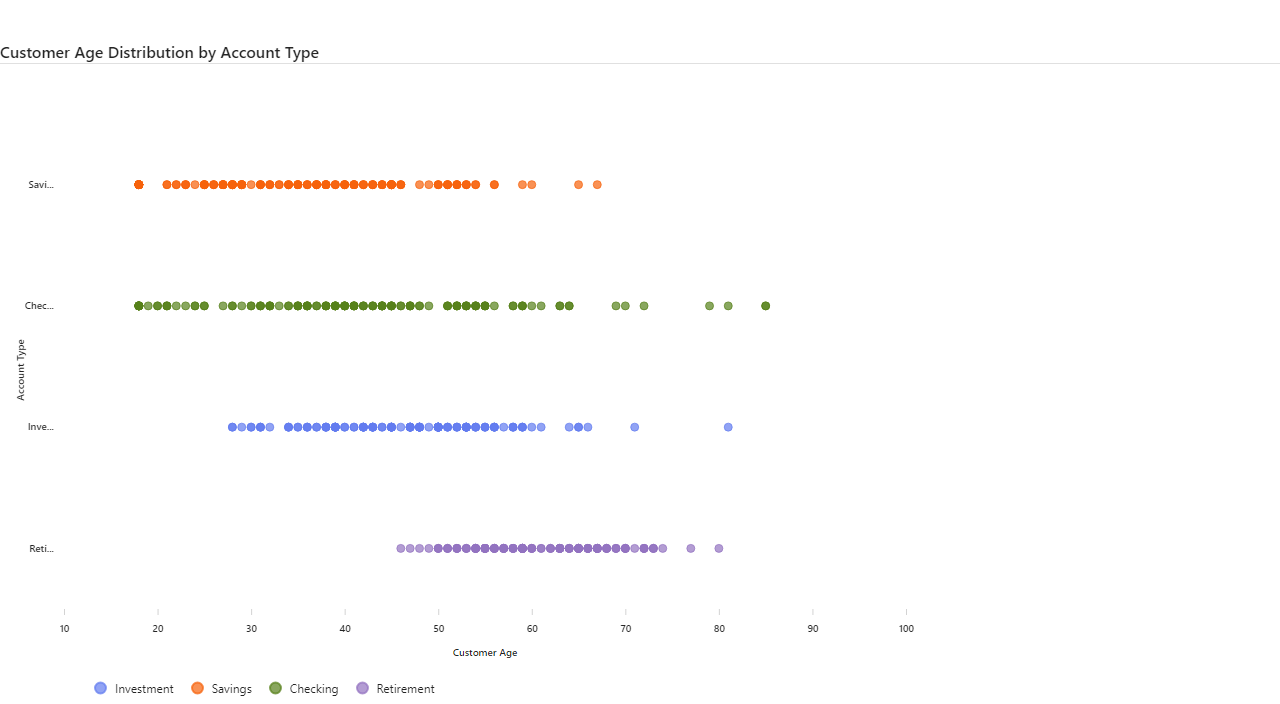 Customer Age Distribution by Account Type
Savi...
Chec...
Inve...
Reti...
Account Type
10 20 30 40 50 60 70 80 90 100
Customer Age
Investment Savings Checking Retirement